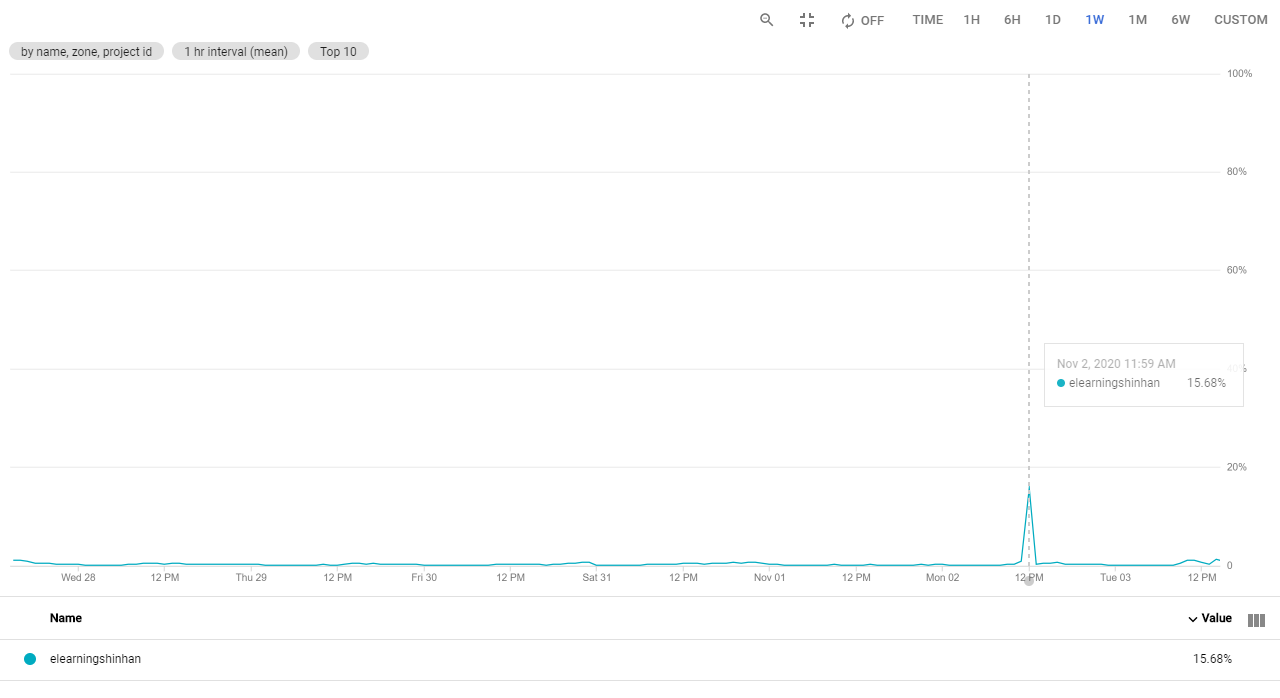 OFF TIME 1H 6H 1D 1W 1M 6W CUSTOM
by name, zone, project id 1 hr interval (mean) Top 10
100%
80%
60%
Nov 2, 2020 11:59 AM
40%
elearningshinhan 15.68%
20%
0
Wed 28 12 PM Thu 29 12 PM Fri 30 12 PM Sat 31 12 PM Nov 01 12 PM Mon 02 12 PM Tue 03 12 PM
Name Value
elearningshinhan 15.68%